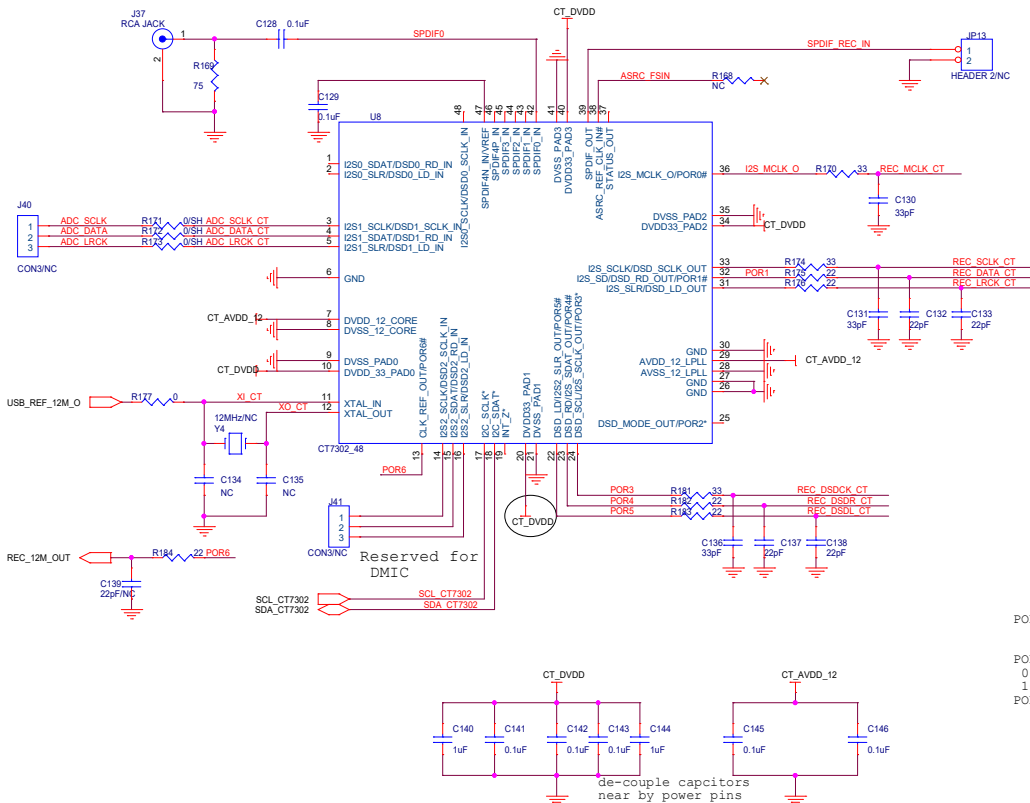 J37
RCA JACK
1
2
C128
0.1uF
SPDIF0
R169
75
C129
0.1uF
CT_DVDD
SPDIF_REC_IN
JP13
1
2
HEADER 2/NC
ASRC_FSIN
R168
NC
U8
48
47
46
45
44
43
42
41
40
39
38
37
I2S0_SCLK/DSD0_SCLK_IN
SPDIF4N_IN/VREF
SPDIF4P_IN
SPDIF3_IN
SPDIF2_IN
SPDIF1_IN
SPDIF0_IN
DVSS_PAD3
DVDD33_PAD3
SPDIF_OUT
ASRC_REF_CLK_IN#
STATUS_OUT
1
2
I2S0_SDAT/DSD0_RD_IN
I2S0_SLR/DSD0_LD_IN
J40
1
2
3
CON3/NC
ADC_SCLK
ADC_DATA
ADC_LRCK
R171
R172
R173
0/SH
0/SH
0/SH
ADC_SCLK_CT
ADC_DATA_CT
ADC_LRCK_CT
3
4
5
I2S1_SCLK/DSD1_SCLK_IN
I2S1_SDAT/DSD1_RD_IN
I2S1_SLR/DSD1_LD_IN
6
GND
CT_AVDD_12
7
8
DVDD_12_CORE
DVSS_12_CORE
CT_DVDD
9
10
DVSS_PAD0
DVDD_33_PAD0
USB_REF_12M_O
R177
0
XI_CT
XO_CT
11
12
XTAL_IN
XTAL_OUT
12MHz/NC
Y4
C134
NC
C135
NC
CT7302_48
I2S_MCLK_O/POR0#
36
I2S_MCLK_O
R170
33
REC_MCLK_CT
C130
33pF
DVSS_PAD2
DVDD33_PAD2
35
34
CT_DVDD
I2S_SCLK/DSD_SCLK_OUT
I2S_SD/DSD_RD_OUT/POR1#
I2S_SLR/DSD_LD_OUT
33
32
31
POR1
R174
R175
R176
33
22
22
REC_SCLK_CT
REC_DATA_CT
REC_LRCK_CT
C131
33pF
C132
22pF
C133
22pF
GND
AVDD_12_LPLL
AVSS_12_LPLL
GND
GND
30
29
28
27
26
CT_AVDD_12
DSD_MODE_OUT/POR2*
25
CLK_REF_OUT/POR6#
I2S2_SCLK/DSD2_SCLK_IN
I2S2_SDAT/DSD2_RD_IN
I2S2_SLR/DSD2_LD_IN
I2C_SCLK*
I2C_SDAT*
INT_Z*
DVDD33_PAD1
DVSS_PAD1
DSD_LD/I2S2_SLR_OUT/POR5#
DSD_RD/I2S_SDAT_OUT/POR4#
DSD_SCL/I2S_SCLK_OUT/POR3*
13
14
15
16
17
18
19
20
21
22
23
24
POR6
J41
1
2
3
CON3/NC
Reserved for
DMIC
CT_DVDD
POR3
POR4
POR5
R181
R182
R183
33
22
22
REC_DSDCK_CT
REC_DSDR_CT
REC_DSDL_CT
C136
33pF
C137
22pF
C138
22pF
REC_12M_OUT
R184
22
POR6
C139
22pF/NC
SCL_CT7302
SDA_CT7302
SCL_CT7302
SDA_CT7302
PO
PO
0
1
PO
CT_DVDD
C140
1uF
C141
0.1uF
C142
0.1uF
C143
0.1uF
C144
1uF
CT_AVDD_12
C145
0.1uF
C146
0.1uF
de-couple capcitors
near by power pins